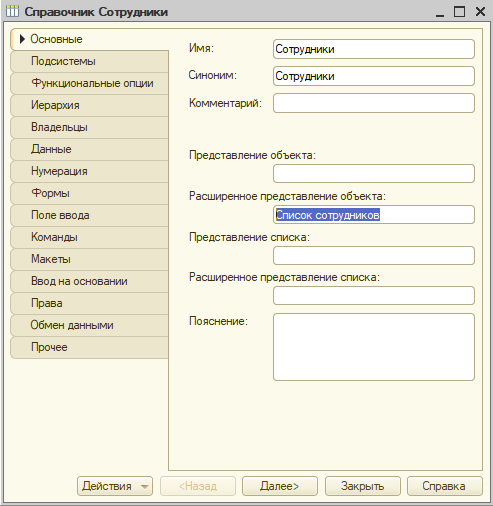 Справочник Сотрудники
Основные
Подсистемы
Функциональные опции
Иерархия
Владельцы
Данные
Нумерация
Формы
Поле ввода
Команды
Макеты
Ввод на основании
Права
Обмен данными
Прочее
Имя: Сотрудники
Синоним: Сотрудники
Комментарий:
Представление объекта:
Расширенное представление объекта:
Список сотрудников
Представление списка:
Расширенное представление списка:
Пояснение:
Действия <Назад Далее> Закрыть Справка